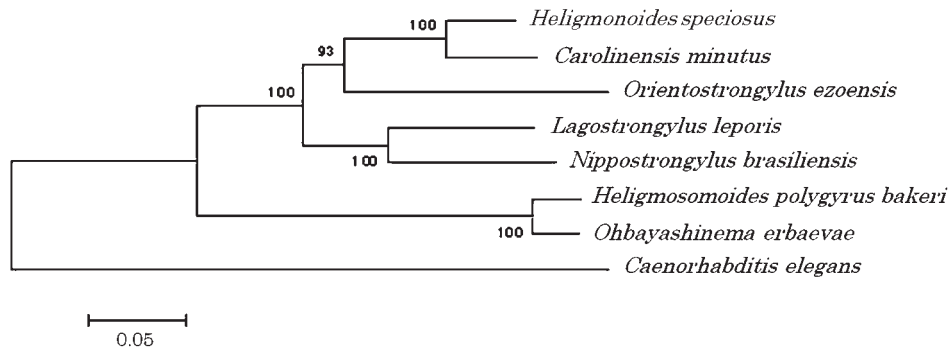 100
Heligmonoides speciosus
93
Carolinensis minutus
100
Orientostrongylus ezoensis
Lagostrongylus leporis
100
Nippostrongylus brasiliensis
Heligmosomoides polygyrus bakeri
100
Ohbayashinema erbaevae
Caenorhabditis elegans
0.05